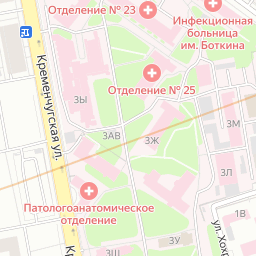 Отделение № 23
Инфекционная
больница
им. Боткина
Отделение № 25
Кременчугская ул.
3Ы
3АВ
3Ж
3М
3Л
Патологоанатомическое
отделение
1В
3У
3Щ